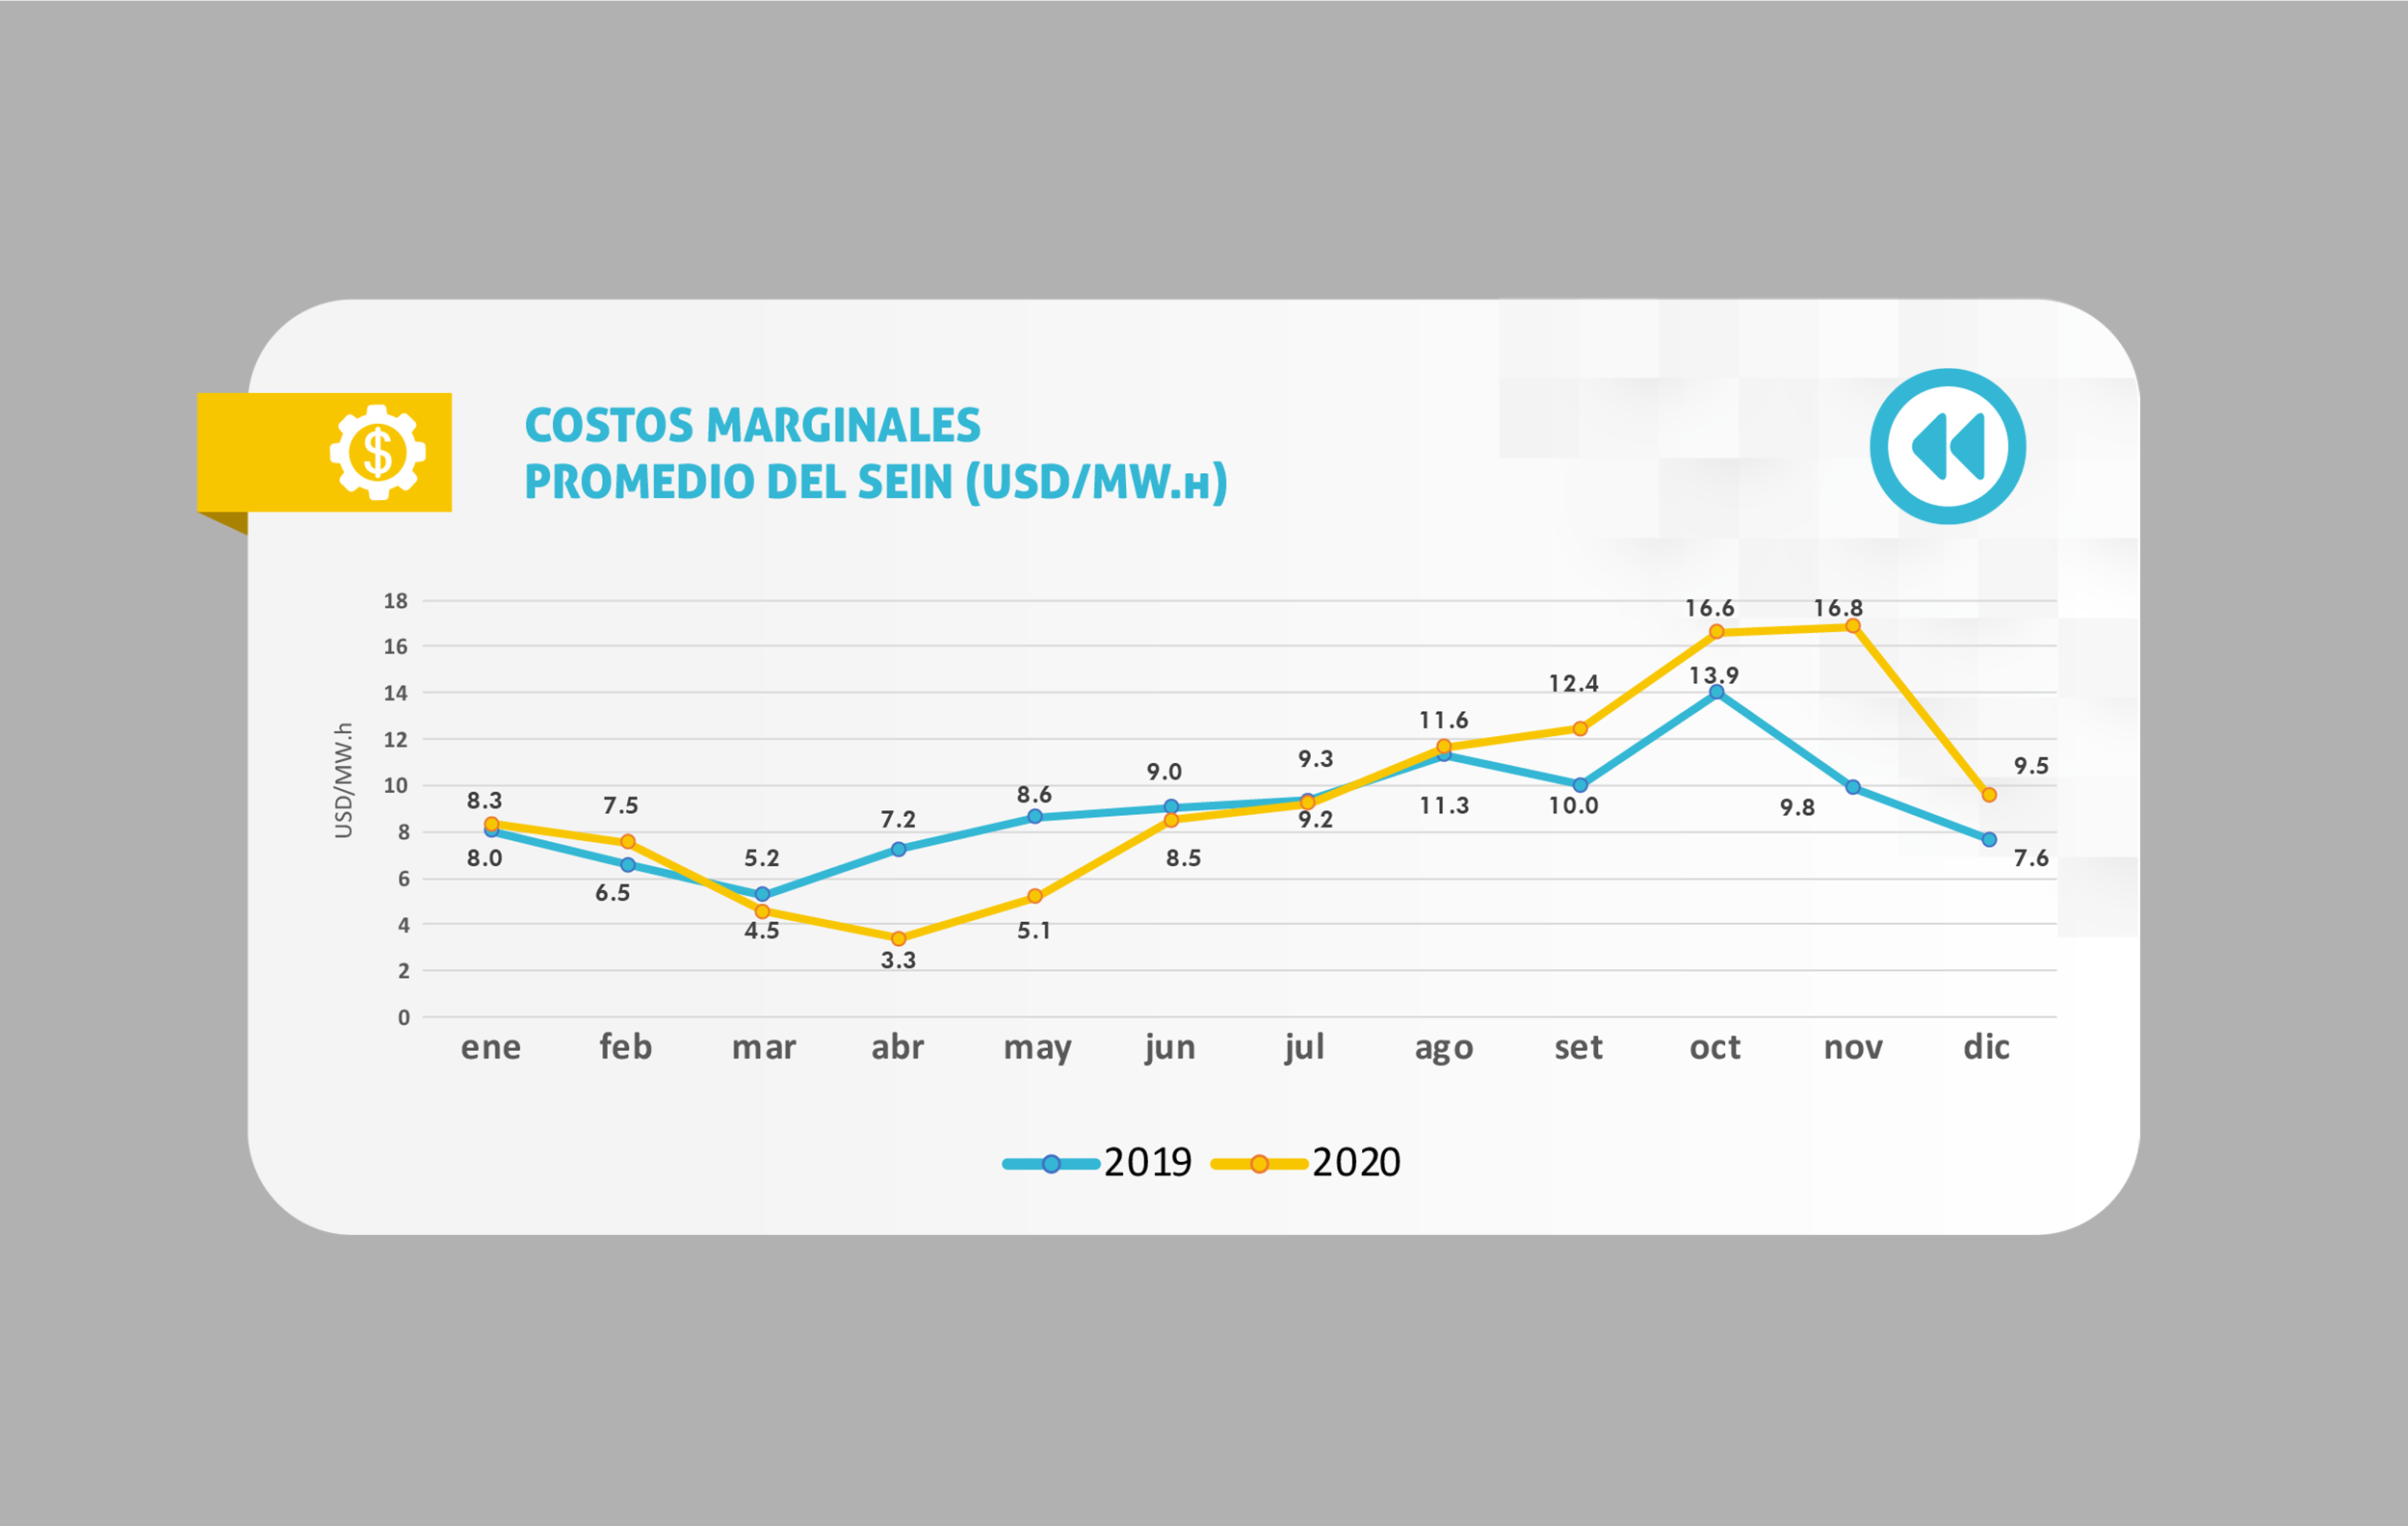 $
COSTOS MARGINALES
PROMEDIO DEL SEIN (USD/MW.H)
USD/MW.h
18
16
14
12
10
8
6
4
2
0
8.3 7.5 5.2 7.2 8.6 9.0 9.3 11.6 12.4 16.6 16.8 9.5
8.0 6.5 4.5 3.3 5.1 8.5 9.2 11.3 10.0 13.9 9.8 7.6
ene feb mar abr may jun jul ago set oct nov dic
2019 2020